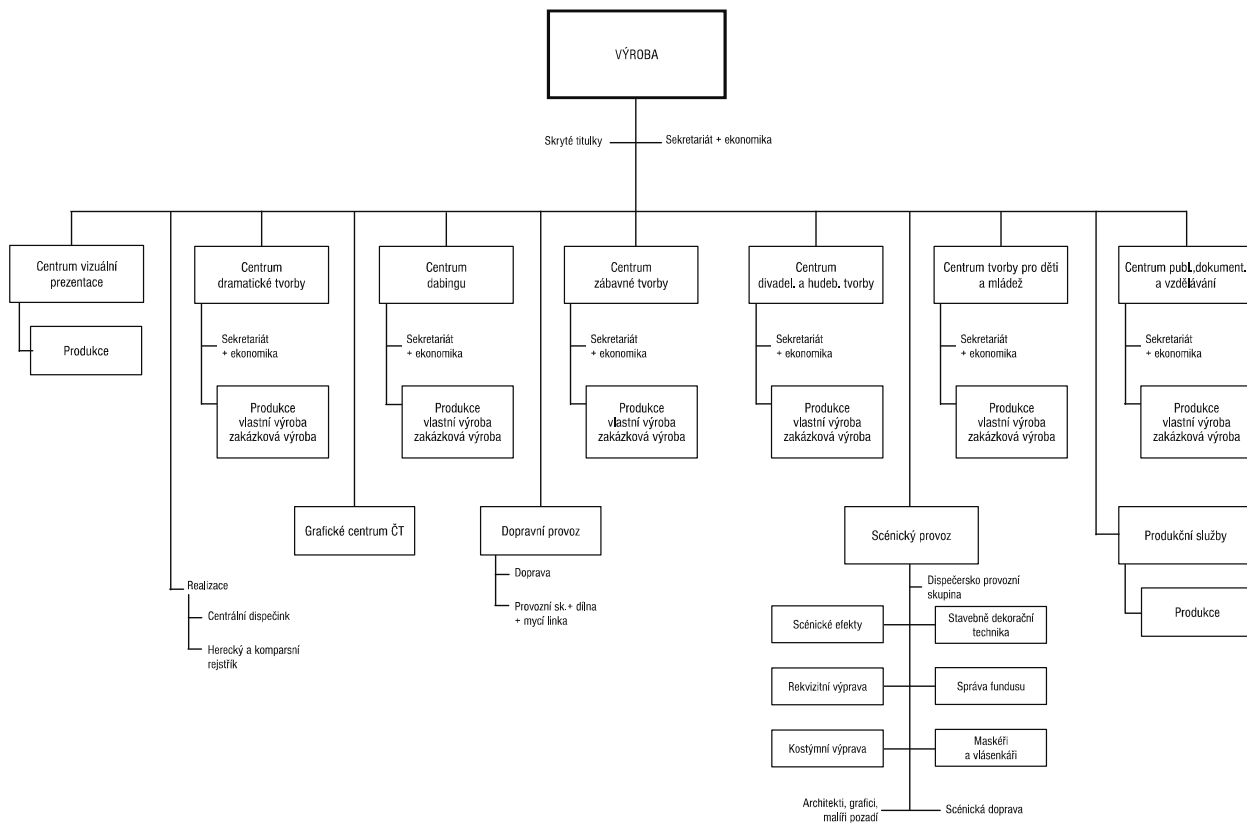 VÝROBA
Skryté titulky
Sekretariát + ekonomika
Centrum vizuální
prezentace
Centrum
dramatické tvorby
Centrum
dabingu
Centrum
zábavné tvorby
Centrum
divadel. a hudeb. tvorby
Centrum tvorby pro děti
a mládež
Centrum publ.,dokument.
a vzdělávání
Produkce
Sekretariát
+ ekonomika
Sekretariát
+ ekonomika
Sekretariát
+ ekonomika
Sekretariát
+ ekonomika
Sekretariát
+ ekonomika
Sekretariát
+ ekonomika
Produkce
vlastní výroba
zakázková výroba
Produkce
vlastní výroba
zakázková výroba
Produkce
vlastní výroba
zakázková výroba
Produkce
vlastní výroba
zakázková výroba
Produkce
vlastní výroba
zakázková výroba
Produkce
vlastní výroba
zakázková výroba
Grafické centrum ČT
Dopravní provoz
Scénický provoz
Produkční služby
Realizace
Centrální dispečink
Herecký a komparsní
rejstřík
Doprava
Provozní sk.+ dílna
+ mycí linka
Dispečersko provozní
skupina
Produkce
Scénické efekty
Stavebně dekorační
technika
Rekvizitní výprava
Správa fundusu
Kostýmní výprava
Maskéři
a vlásenkáři
Architekti, grafici,
malíři pozadí
Scénická doprava